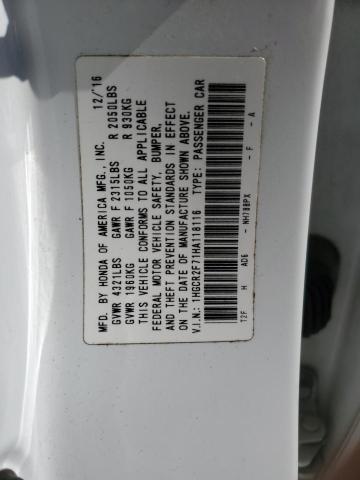 MFD. BY HONDA OF AMERICA MFG., INC. 12/'16
GVWR 4321LBS GAWR F 2315LBS R 2050LBS
GVWR 1960KG GAWR F 1050KG R 930KG
THIS VEHICLE CONFORMS TO ALL APPLICABLE
FEDERAL MOTOR VEHICLE SAFETY, BUMPER,
AND THEFT PREVENTION STANDARDS IN EFFECT
ON THE DATE OF MANUFACTURE SHOWN ABOVE.
V.I.N.: 1HGCR2F71HA118116 TYPE: PASSENGER CAR
T2F H AD6 - NH788PX - F - A